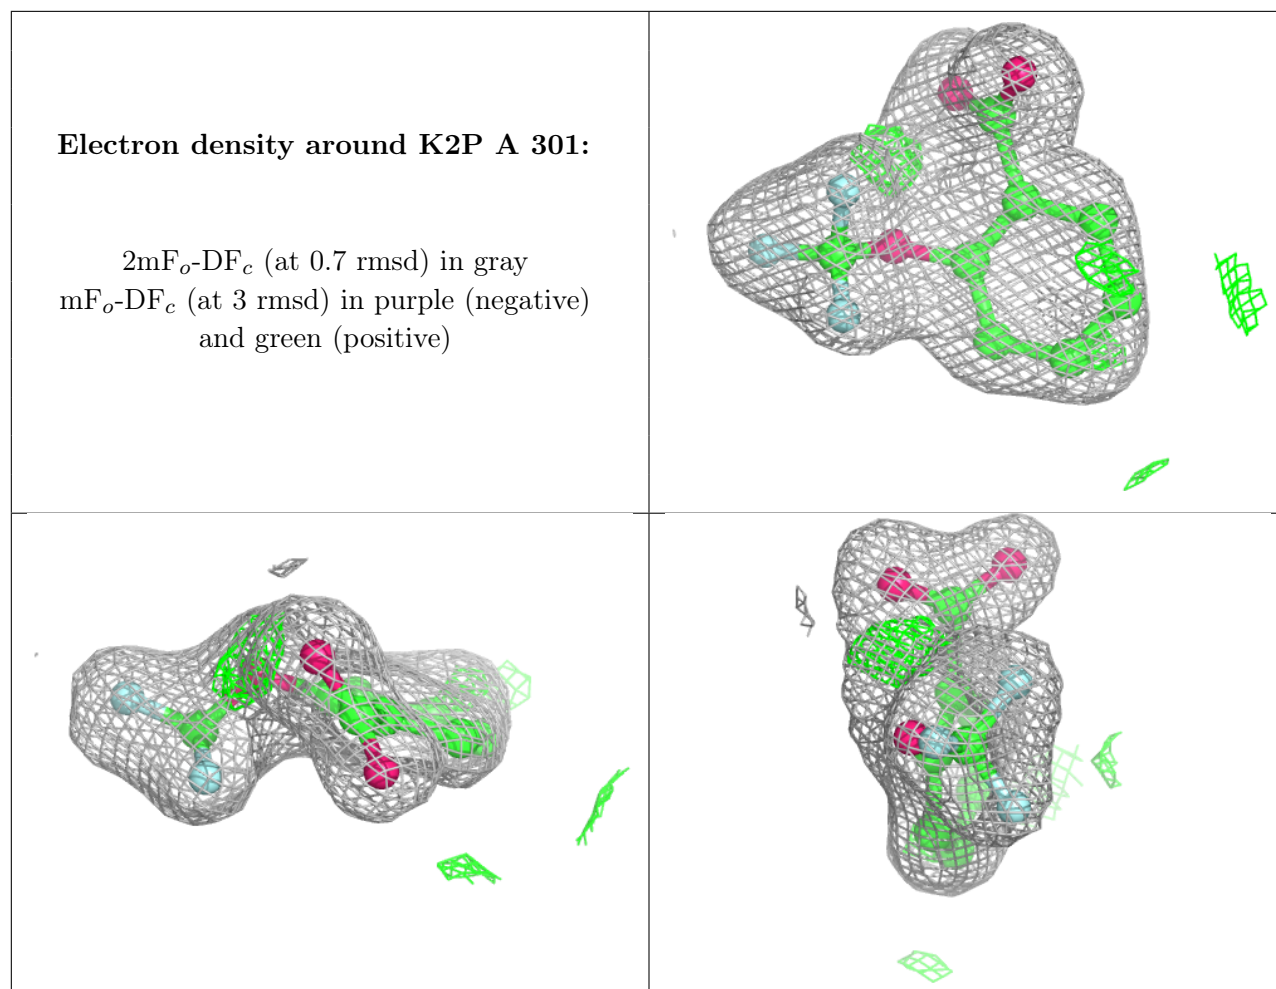 Electron density around K2P A 301:
2mFₒ-DF𝒸 (at 0.7 rmsd) in gray
mFₒ-DF𝒸 (at 3 rmsd) in purple (negative)
and green (positive)